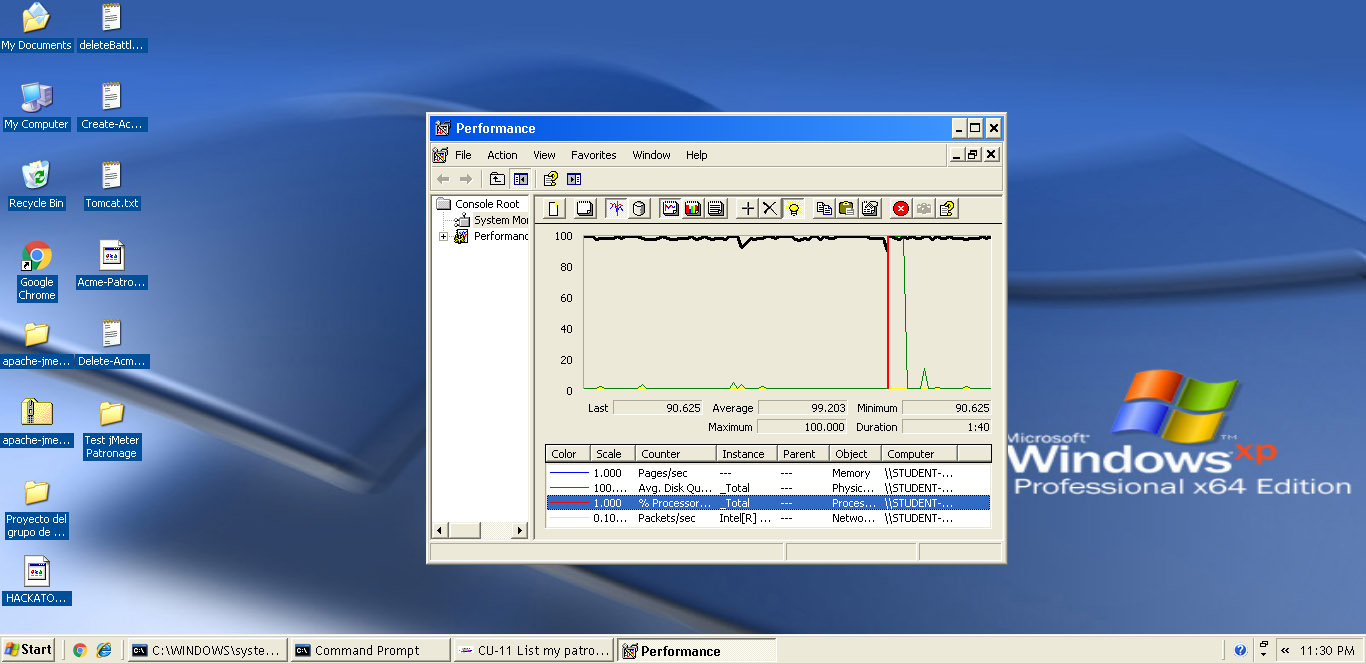 My Documents
deleteBattl...
My Computer
Create-Ac...
Recycle Bin
Tomcat.txt
Google
Chrome
Acme-Patro...
apache-jme...
Delete-Acm...
apache-jme...
Test jMeter
Patronage
Proyecto del
grupo de ...
HACKATO...
Performance
File Action View Favorites Window Help
Console Root
System Mo
Performanc
100
80
60
40
20
0
Last 90.625 Average 99.203 Minimum 90.625
Maximum 100.000 Duration 1:40
Color Scale Counter Instance Parent Object Computer
1.000 Pages/sec --- --- Memory \\STUDENT-...
100.... Avg. Disk Qu... _Total --- Physic... \\STUDENT-...
1.000 % Processor... _Total --- Proces... \\STUDENT-...
0.10... Packets/sec Intel[R] ... --- Netwo... \\STUDENT-...
Microsoft
Windows xp
TM
Professional x64 Edition
Start
C:\WINDOWS\syste...
Command Prompt
CU-11 List my patro...
Performance
11:30 PM